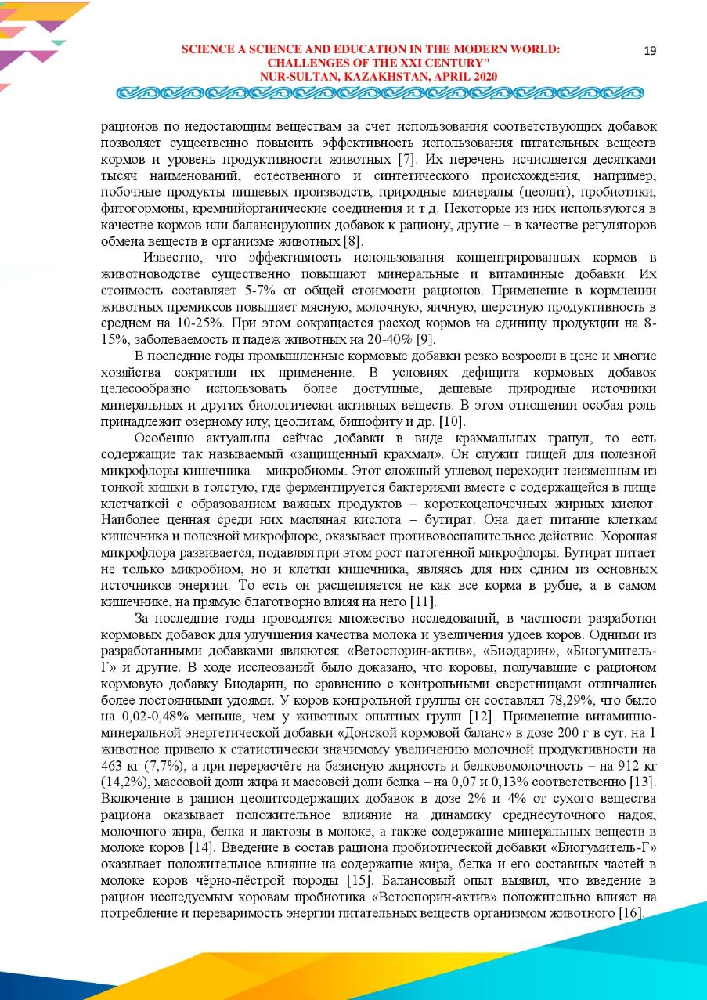 SCIENCE A SCIENCE AND EDUCATION IN THE MODERN WORLD:
CHALLENGES OF THE XXI CENTURY"
NUR-SULTAN, KAZAKHSTAN, APRIL 2020
19
рационов по недостающим веществам за счет использования соответствующих добавок
позволяет существенно повысить эффективность использования питательных веществ
кормов и уровень продуктивности животных [7]. Их перечень исчисляется десятками
тысяч наименований, естественного и синтетического происхождения, например,
побочные продукты пищевых производств, природные минералы (цеолит), пробиотики,
фитогормоны, кремнийорганические соединения и т.д. Некоторые из них используются в
качестве кормов или балансирующих добавок к рациону, другие – в качестве регуляторов
обмена веществ в организме животных [8].
Известно, что эффективность использования концентрированных кормов в
животноводстве существенно повышают минеральные и витаминные добавки. Их
стоимость составляет 5-7% от общей стоимости рационов. Применение в кормлении
животных премиксов повышает мясную, молочную, яичную, шерстную продуктивность в
среднем на 10-25%. При этом сокращается расход кормов на единицу продукции на 8-
15%, заболеваемость и падеж животных на 20-40% [9].
В последние годы промышленные кормовые добавки резко возросли в цене и многие
хозяйства сократили их применение. В условиях дефицита кормовых добавок
целесообразно использовать более доступные, дешевые природные источники
минеральных и других биологически активных веществ. В этом отношении особая роль
принадлежит озерному илу, цеолитам, бишофиту и др. [10].
Особенно актуальны сейчас добавки в виде крахмальных гранул, то есть
содержащие так называемый «защищенный крахмал». Он служит пищей для полезной
микрофлоры кишечника – микробиомы. Этот сложный углевод переходит неизменным из
тонкой кишки в толстую, где ферментируется бактериями вместе с содержащейся в пище
клетчаткой с образованием важных продуктов – короткоцепочечных жирных кислот.
Наиболее ценная среди них масляная кислота – бутират. Она дает питание клеткам
кишечника и полезной микрофлоре, оказывает противовоспалительное действие. Хорошая
микрофлора развивается, подавляя при этом рост патогенной микрофлоры. Бутират питает
не только микробиом, но и клетки кишечника, являясь для них одним из основных
источников энергии. То есть он расщепляется не как все корма в рубце, а в самом
кишечнике, на прямую благотворно влияя на него [11].
За последние годы проводятся множество исследований, в частности разработки
кормовых добавок для улучшения качества молока и увеличения удоев коров. Одними из
разработанными добавками являются: «Ветоспорин-актив», «Биодарин», «Биогумитель-
Г» и другие. В ходе исслеований было доказано, что коровы, получавшие с рационом
кормовую добавку Биодарин, по сравнению с контрольными сверстницами отличались
более постоянными удоями. У коров контрольной группы он составлял 78,29%, что было
на 0,02-0,48% меньше, чем у животных опытных групп [12]. Применение витаминно-
минеральной энергетической добавки «Донской кормовой баланс» в дозе 200 г в сут. на 1
животное привело к статистически значимому увеличению молочной продуктивности на
463 кг (7,7%), а при перерасчёте на базисную жирность и белковомолочность – на 912 кг
(14,2%), массовой доли жира и массовой доли белка – на 0,07 и 0,13% соответственно [13].
Включение в рацион цеолитсодержащих добавок в дозе 2% и 4% от сухого вещества
рациона оказывает положительное влияние на динамику среднесуточного надоя,
молочного жира, белка и лактозы в молоке, а также содержание минеральных веществ в
молоке коров [14]. Введение в состав рациона пробиотической добавки «Биогумитель-Г»
оказывает положительное влияние на содержание жира, белка и его составных частей в
молоке коров чёрно-пёстрой породы [15]. Балансовый опыт выявил, что введение в
рацион исследуемым коровам пробиотика «Ветоспорин-актив» положительно влияет на
потребление и переваримость энергии питательных веществ организмом животного [16].